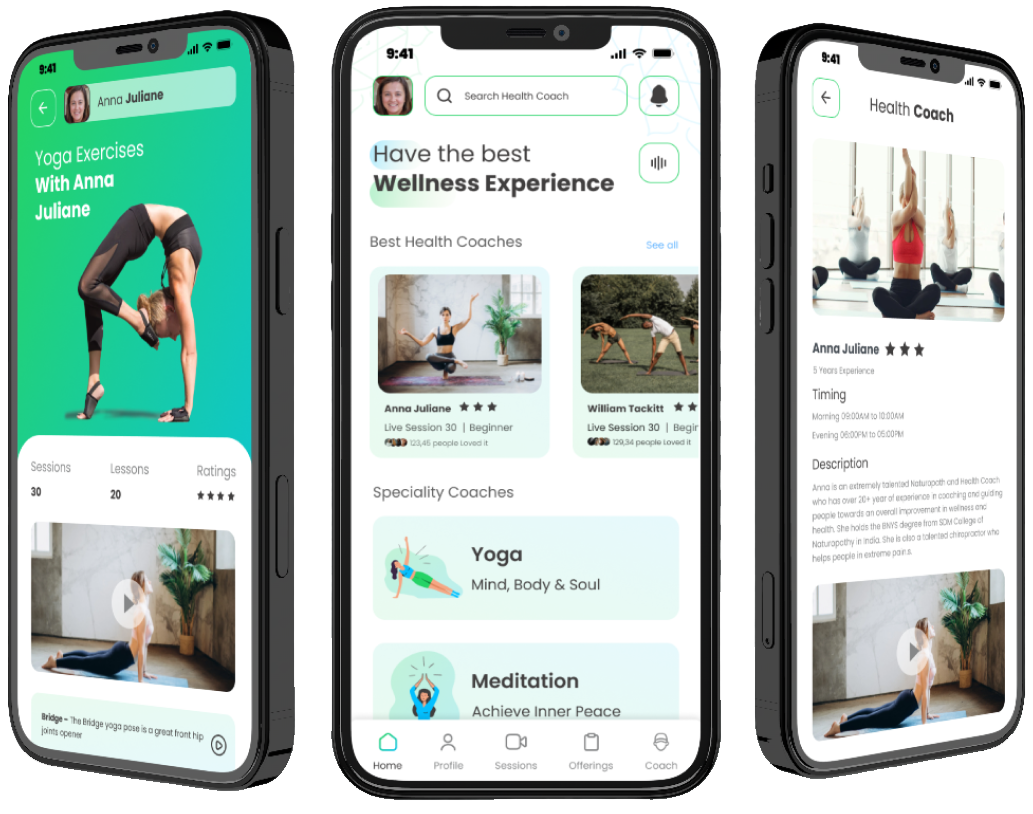 9:41
Anna Juliane
Yoga Exercises
With Anna
Juliane
Sessions
Lessons
Ratings
30
20
Bridge - The Bridge yoga pose is a great front hip
joints opener
9:41
Search Health Coach
Have the best
Wellness Experience
Best Health Coaches
See all
Anna Juliane
Live Session 30 | Beginner
123,45 people Loved it
William Tackitt
Live Session 30 | Begir
129,34 people Loved it
Speciality Coaches
Yoga
Mind, Body & Soul
Meditation
Achieve Inner Peace
Home
Profile
Sessions
Offerings
Coach
9:41
Health Coach
Anna Juliane
5 Years Experience
Timing
Morning 09:00AM to 10:00AM
Evening 06:00PM to 05:00PM
Description
Anna is an extremely talented Naturopath and Health Coach
who has over 20+ year of experience in coaching and guiding
people towards an overall improvement in wellness and
health. She holds the BNYS degree from SDM College of
Naturopathy in India. She is also a talented chiropractor who
helps people in extreme pain.s